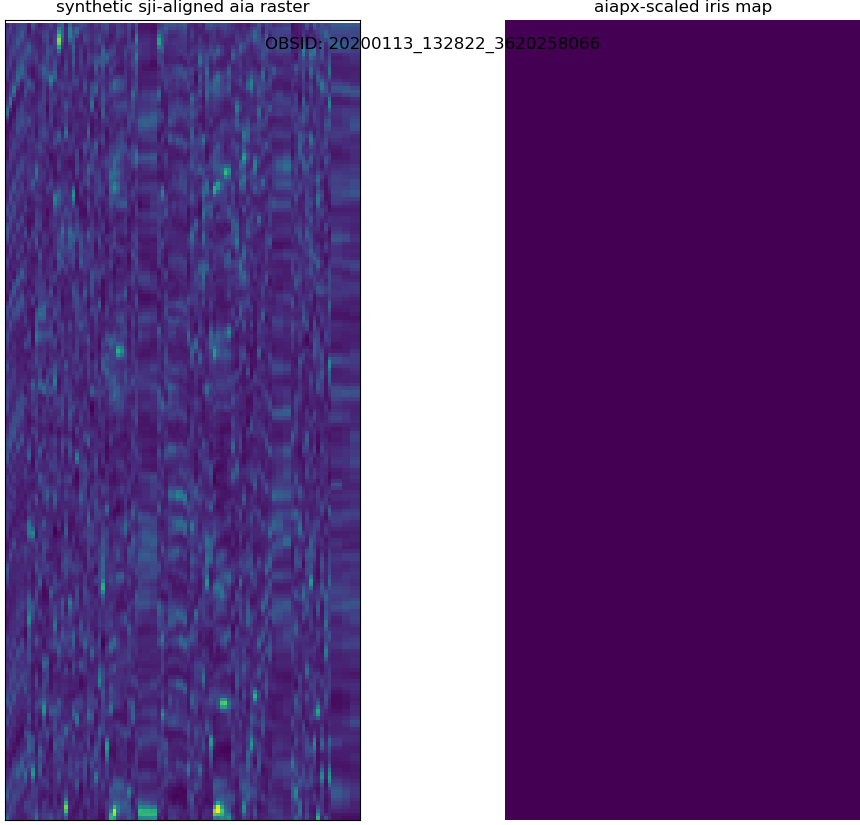 synthetic sji-aligned aia raster
aiapx-scaled iris map
OBSID: 20200113_132822_3620258066